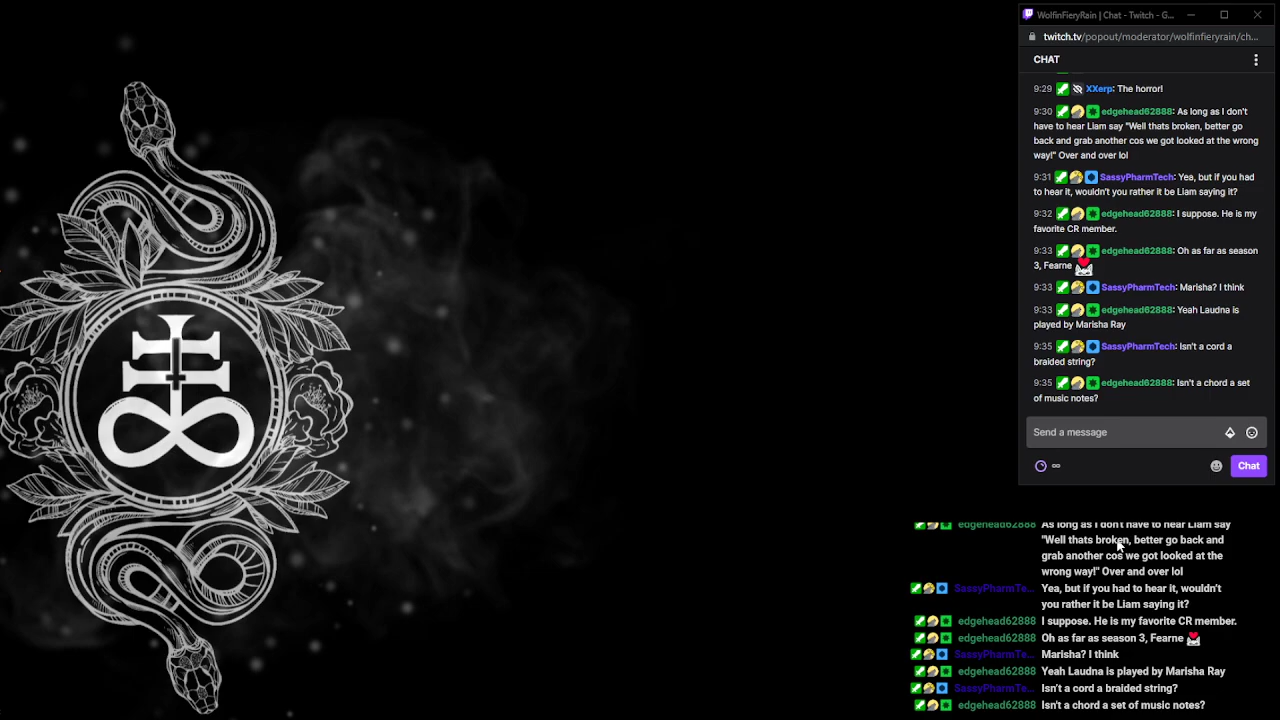 WolfinFieryRain | Chat - Twitch - G...
twitch.tv/popout/moderator/wolfinfieryrain/ch...
CHAT
9:29 XXerp: The horror!
9:30 edgehead62888: As long as I don't
have to hear Liam say "Well thats broken, better go
back and grab another cos we got looked at the wrong
way!" Over and over lol
9:31 SassyPharmTech: Yea, but if you had
to hear it, wouldn't you rather it be Liam saying it?
9:32 edgehead62888: I suppose. He is my
favorite CR member.
9:33 edgehead62888: Oh as far as season
3, Fearne
9:33 SassyPharmTech: Marisha? I think
9:33 edgehead62888: Yeah Laudna is
played by Marisha Ray
9:35 SassyPharmTech: Isn't a cord a
braided string?
9:35 edgehead62888: Isn't a chord a set
of music notes?
Send a message
Chat
edgehead62888 As long as I don't have to hear Liam say
"Well thats broken, better go back and
grab another cos we got looked at the
wrong way!" Over and over lol
SassyPharmTe... Yea, but if you had to hear it, wouldn't
you rather it be Liam saying it?
edgehead62888 I suppose. He is my favorite CR member.
edgehead62888 Oh as far as season 3, Fearne
SassyPharmTe... Marisha? I think
edgehead62888 Yeah Laudna is played by Marisha Ray
SassyPharmTe... Isn't a cord a braided string?
edgehead62888 Isn't a chord a set of music notes?